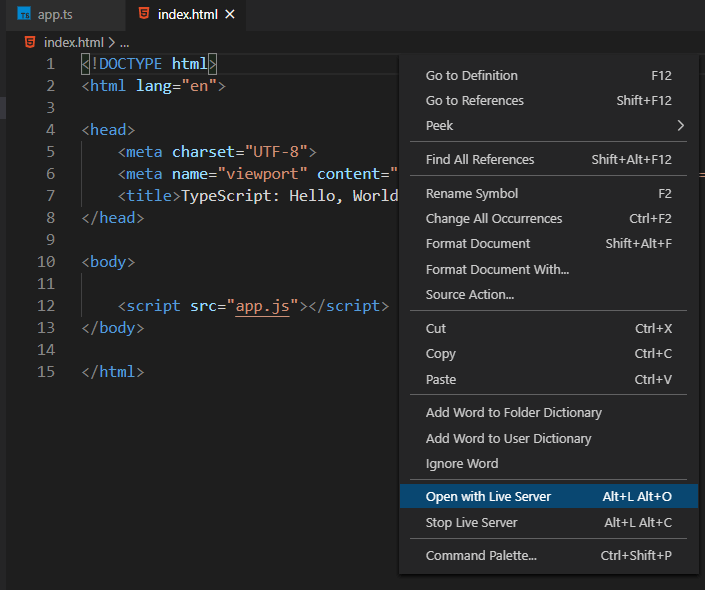 TS app.ts index.html ×
index.html > ...
1 <!DOCTYPE html>
2 <html lang="en">
3
4 <head>
5 <meta charset="UTF-8">
6 <meta name="viewport" content="
7 <title>TypeScript: Hello, World
8 </head>
9
10 <body>
11
12 <script src="app.js"></script>
13 </body>
14
15 </html>
Go to Definition F12
Go to References Shift+F12
Peek >
Find All References Shift+Alt+F12
Rename Symbol F2
Change All Occurrences Ctrl+F2
Format Document Shift+Alt+F
Format Document With...
Source Action...
Cut Ctrl+X
Copy Ctrl+C
Paste Ctrl+V
Add Word to Folder Dictionary
Add Word to User Dictionary
Ignore Word
Open with Live Server Alt+L Alt+O
Stop Live Server Alt+L Alt+C
Command Palette... Ctrl+Shift+P